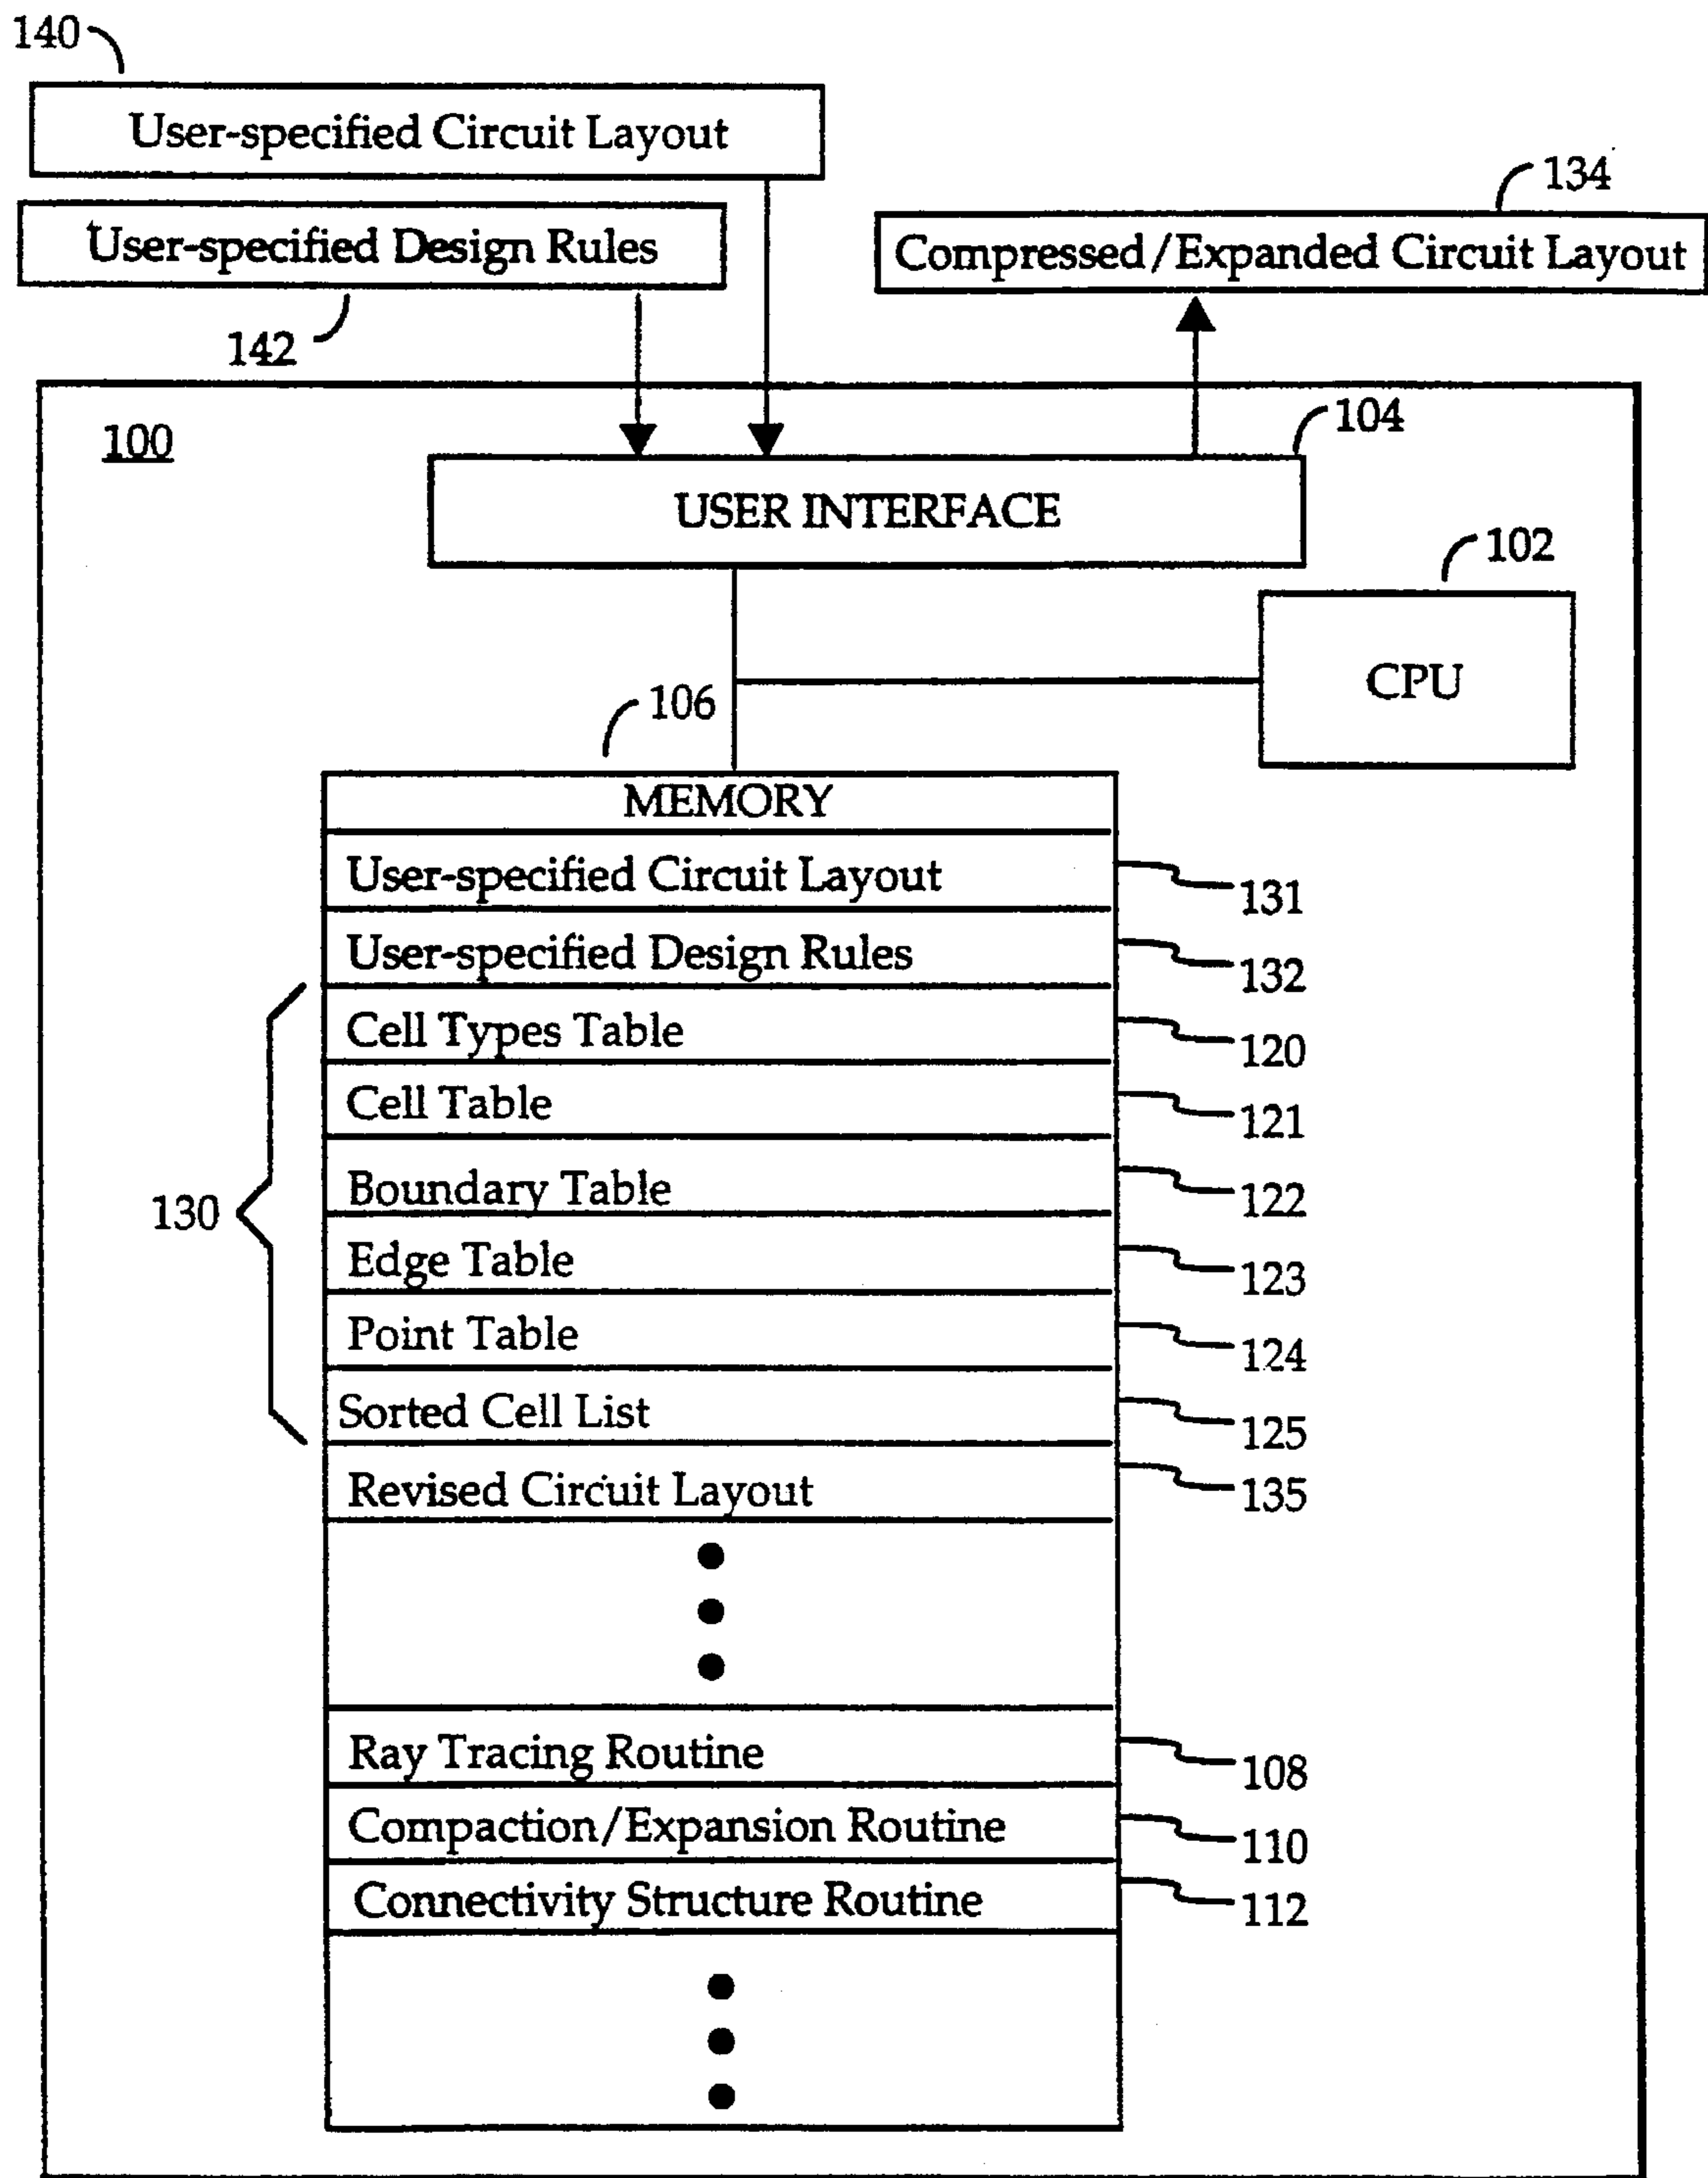 140
User-specified Circuit Layout
134
User-specified Design Rules
Compressed/Expanded Circuit Layout
142
100
104
USER INTERFACE
102
CPU
106
MEMORY
User-specified Circuit Layout
131
User-specified Design Rules
132
Cell Types Table
120
Cell Table
121
130
Boundary Table
122
Edge Table
123
Point Table
124
Sorted Cell List
125
Revised Circuit Layout
135
Ray Tracing Routine
108
Compaction/Expansion Routine
110
Connectivity Structure Routine
112